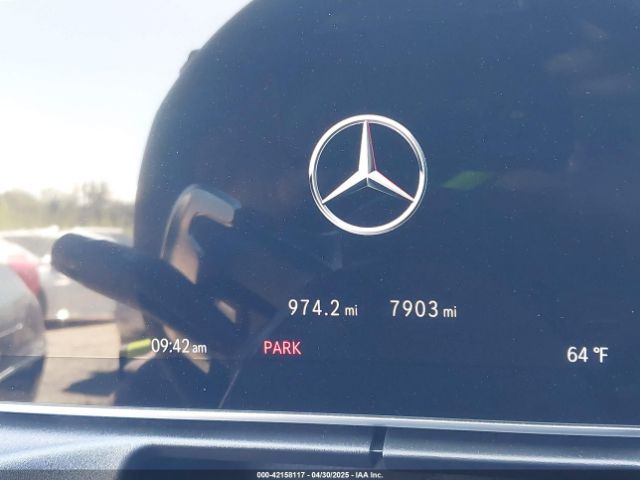 974.2 mi 7903 mi
09:42 am PARK 64 °F
000-42158117 - 04/30/2025 - IAA Inc.